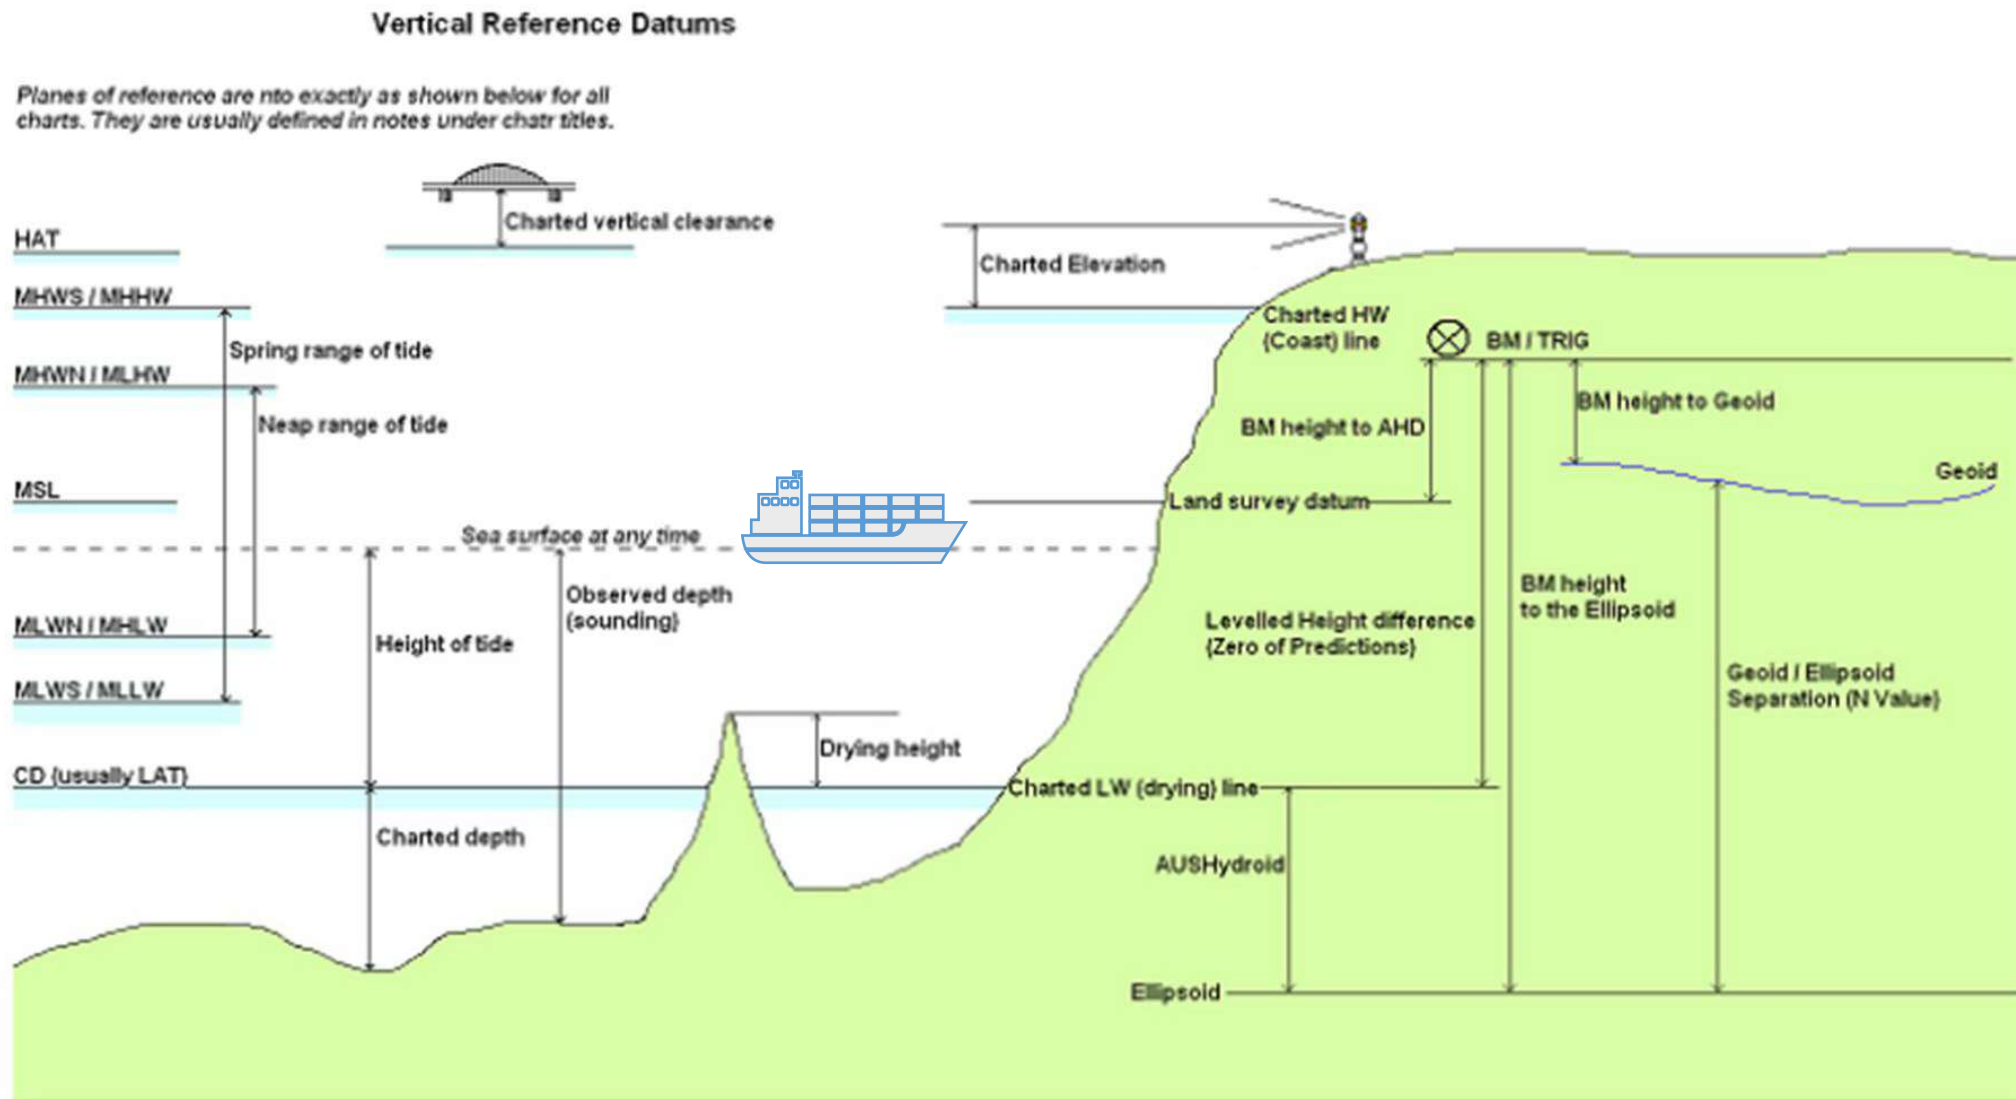 Vertical Reference Datums
Planes of reference are nto exactly as shown below for all
charts. They are usually defined in notes under chatr titles.
Charted vertical clearance
HAT
Charted Elevation
MHWS / MHHW
Charted HW
(Coast) line
BM / TRIG
Spring range of tide
MHWN / MLHW
BM height to Geoid
Neap range of tide
BM height to AHD
Geoid
MSL
Land survey datum
Sea surface at any time
Observed depth
(sounding)
BM height
to the Ellipsoid
MLWN / MHLW
Levelled Height difference
(Zero of Predictions)
Height of tide
Geoid / Ellipsoid
Separation (N Value)
MLWS / MLLW
Drying height
CD (usually LAT)
Charted LW (drying) line
Charted depth
AUSHydroid
Ellipsoid